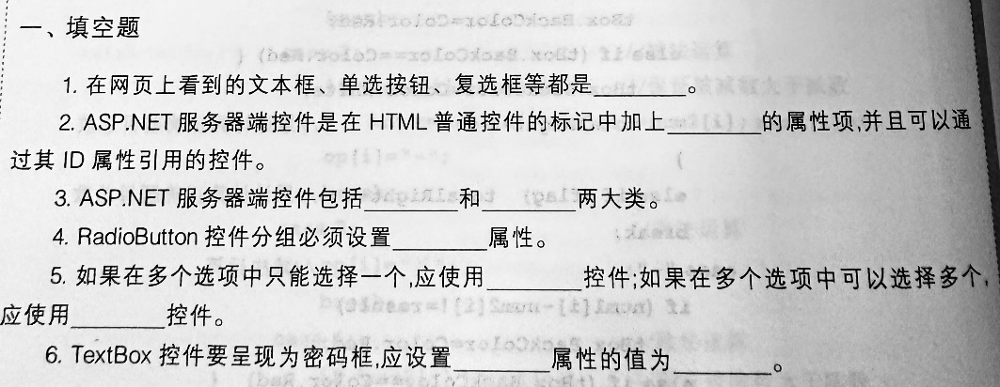 一、填空题
1. 在网页上看到的文本框、单选按钮、复选框等都是________。
2. ASP.NET 服务器端控件是在 HTML 普通控件的标记中加上________的属性项,并且可以通
过其 ID 属性引用的控件。
3. ASP.NET 服务器端控件包括________和________两大类。
4. RadioButton 控件分组必须设置________属性。
5. 如果在多个选项中只能选择一个,应使用________控件;如果在多个选项中可以选择多个,
应使用________控件。
6. TextBox 控件要呈现为密码框,应设置________属性的值为________。